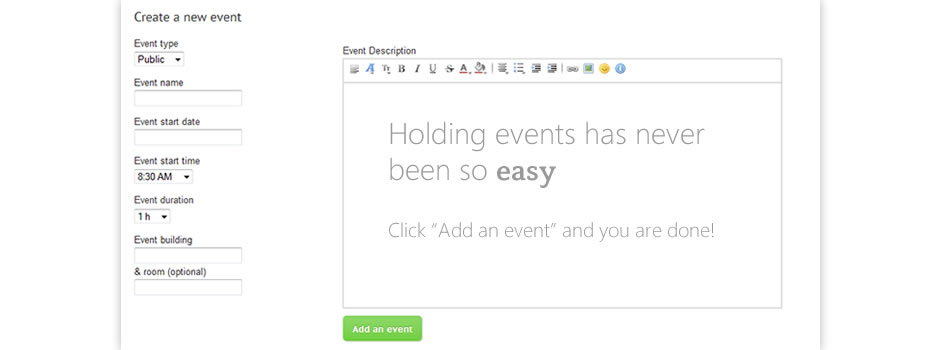 Create a new event
Event type
Public
Event name
Event start date
Event start time
8:30 AM
Event duration
1 h
Event building
& room (optional)
Event Description
B I U S A
Holding events has never
been so easy
Click “Add an event” and you are done!
Add an event